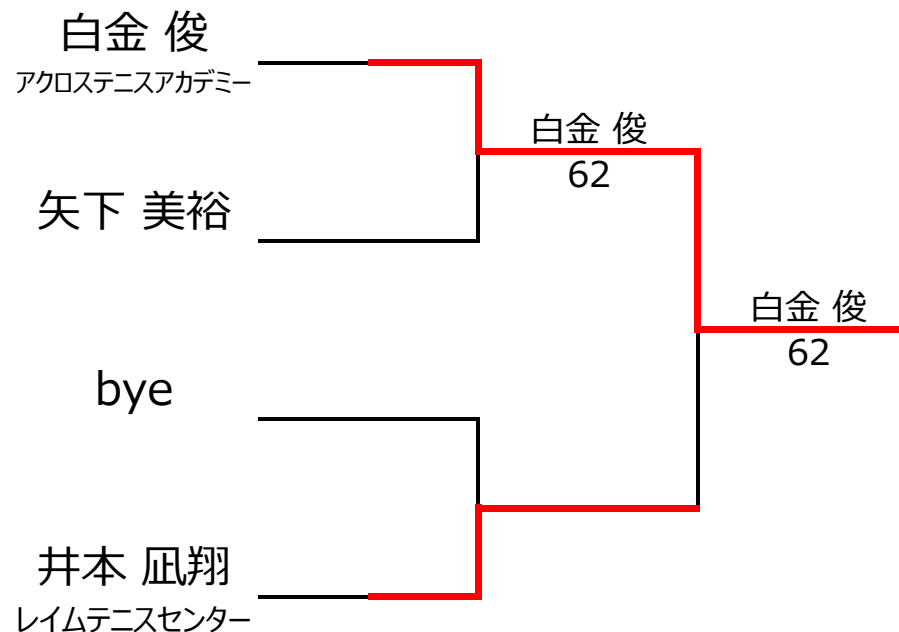 白金 俊
アクロステニスアカデミー
白金 俊
62
矢下 美裕
白金 俊
62
bye
井本 凪翔
レイムテニスセンター